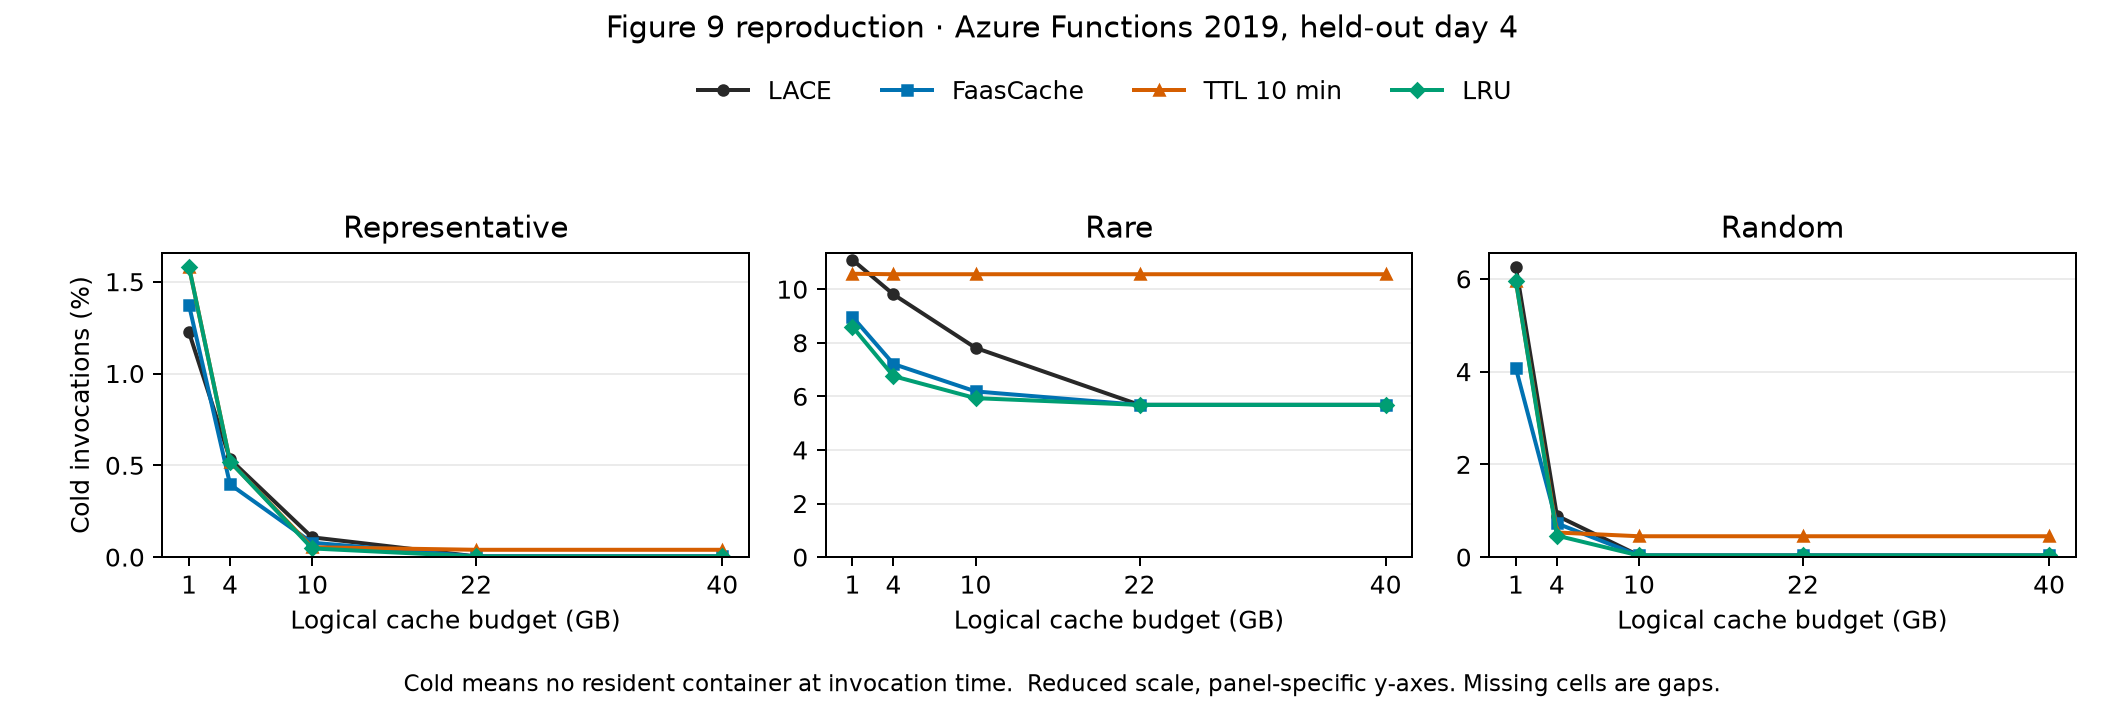 Figure 9 reproduction · Azure Functions 2019, held-out day 4
LACE FaasCache TTL 10 min LRU
Representative
Cold invocations (%)
1.5
1.0
0.5
0.0
1 4 10 22 40
Logical cache budget (GB)
Rare
10
8
6
4
2
0
1 4 10 22 40
Logical cache budget (GB)
Random
6
4
2
0
1 4 10 22 40
Logical cache budget (GB)
Cold means no resident container at invocation time.  Reduced scale, panel-specific y-axes. Missing cells are gaps.